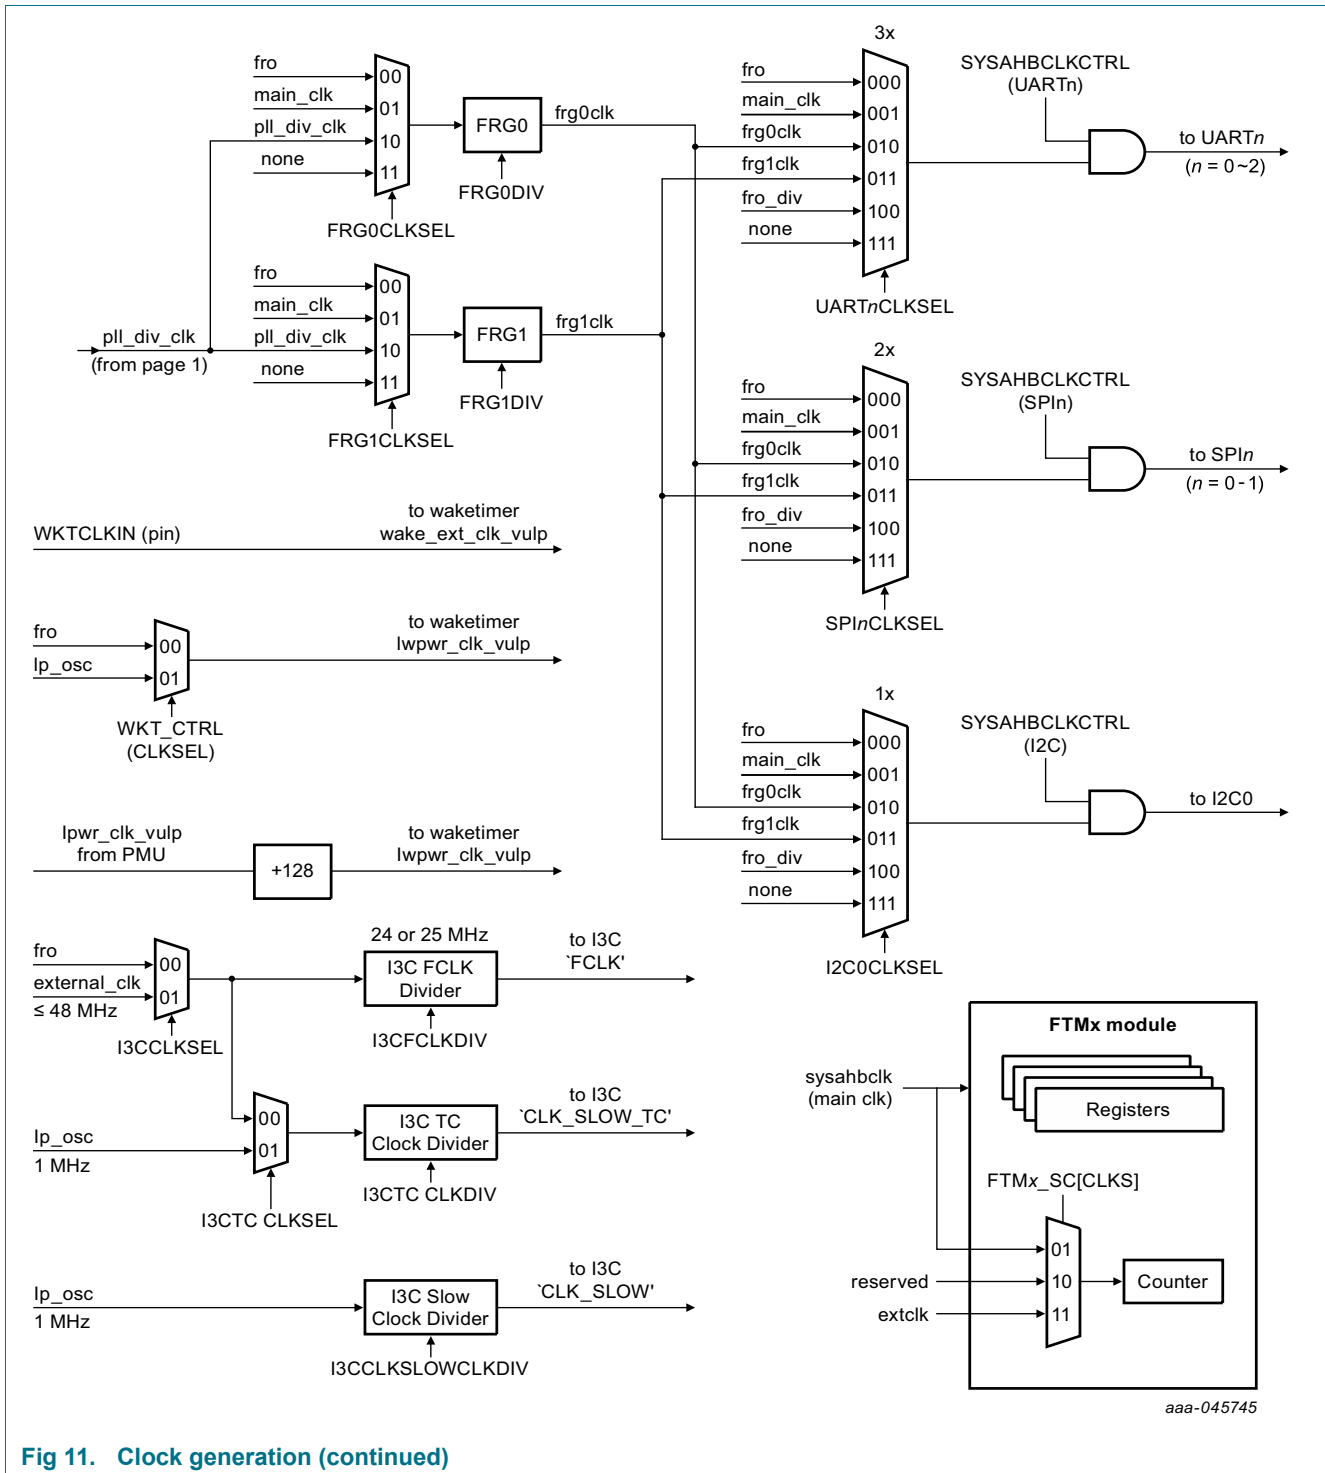 fro
00
main_clk
01
pll_div_clk
10
none
11
FRG0CLKSEL
FRG0
frg0clk
FRG0DIV
fro
00
main_clk
01
pll_div_clk
10
none
11
FRG1CLKSEL
FRG1
frg1clk
FRG1DIV
pll_div_clk
(from page 1)
3x
fro
000
main_clk
001
frg0clk
010
frg1clk
011
fro_div
100
none
111
UARTnCLKSEL
SYSAHBCLKCTRL
(UARTn)
to UARTn
(n = 0~2)
2x
fro
000
main_clk
001
frg0clk
010
frg1clk
011
fro_div
100
none
111
SPInCLKSEL
SYSAHBCLKCTRL
(SPIn)
to SPIn
(n = 0-1)
WKTCLKIN (pin)
to waketimer
wake_ext_clk_vulp
fro
00
lp_osc
01
WKT_CTRL
(CLKSEL)
to waketimer
lwpwr_clk_vulp
1x
fro
000
main_clk
001
frg0clk
010
frg1clk
011
fro_div
100
none
111
I2C0CLKSEL
SYSAHBCLKCTRL
(I2C)
to I2C0
lpwr_clk_vulp
from PMU
+128
to waketimer
lwpwr_clk_vulp
fro
00
external_clk
01
≤ 48 MHz
I3CCLKSEL
24 or 25 MHz
I3C FCLK
Divider
I3CFCLKDIV
to I3C
`FCLK'
00
lp_osc
01
1 MHz
I3CTC CLKSEL
I3C TC
Clock Divider
I3CTC CLKDIV
to I3C
`CLK_SLOW_TC'
lp_osc
1 MHz
I3C Slow
Clock Divider
I3CCLKSLOWCLKDIV
to I3C
`CLK_SLOW'
FTMx module
sysahbclk
(main clk)
Registers
FTMx_SC[CLKS]
01
reserved
10
extclk
11
Counter
aaa-045745
Fig 11. Clock generation (continued)